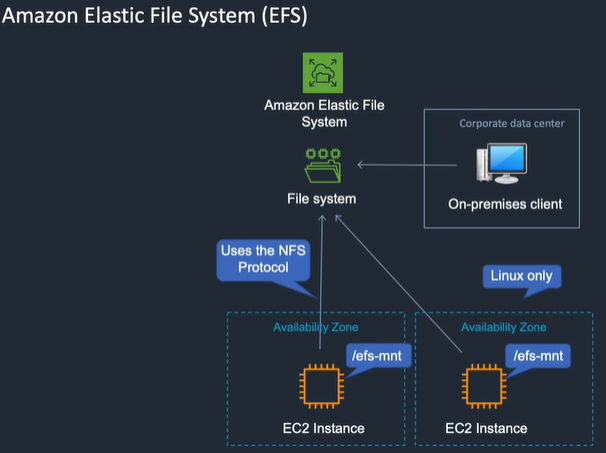 Amazon Elastic File System (EFS)
Amazon Elastic File
System
Corporate data center
File system
On-premises client
Uses the NFS
Protocol
Linux only
Availability Zone
Availability Zone
/efs-mnt
/efs-mnt
EC2 Instance
EC2 Instance